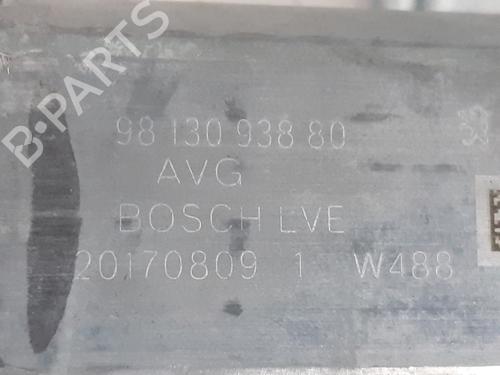 B-PARTS
98 130 938 80
AVG
BOSCH LVE
20170809 1 W488